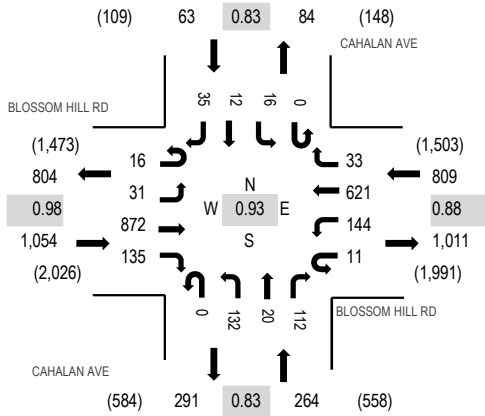 (109) 63 0.83 84 (148)
CAHALAN AVE
BLOSSOM HILL RD
35 12 16 0
(1,473) (1,503)
804 16 33 809
0.98 31 N 621 0.88
W 0.93 E
1,054 872 S 144 1,011
135 11
(2,026) (1,991)
0 132 20 112
BLOSSOM HILL RD
CAHALAN AVE
(584) 291 0.83 264 (558)